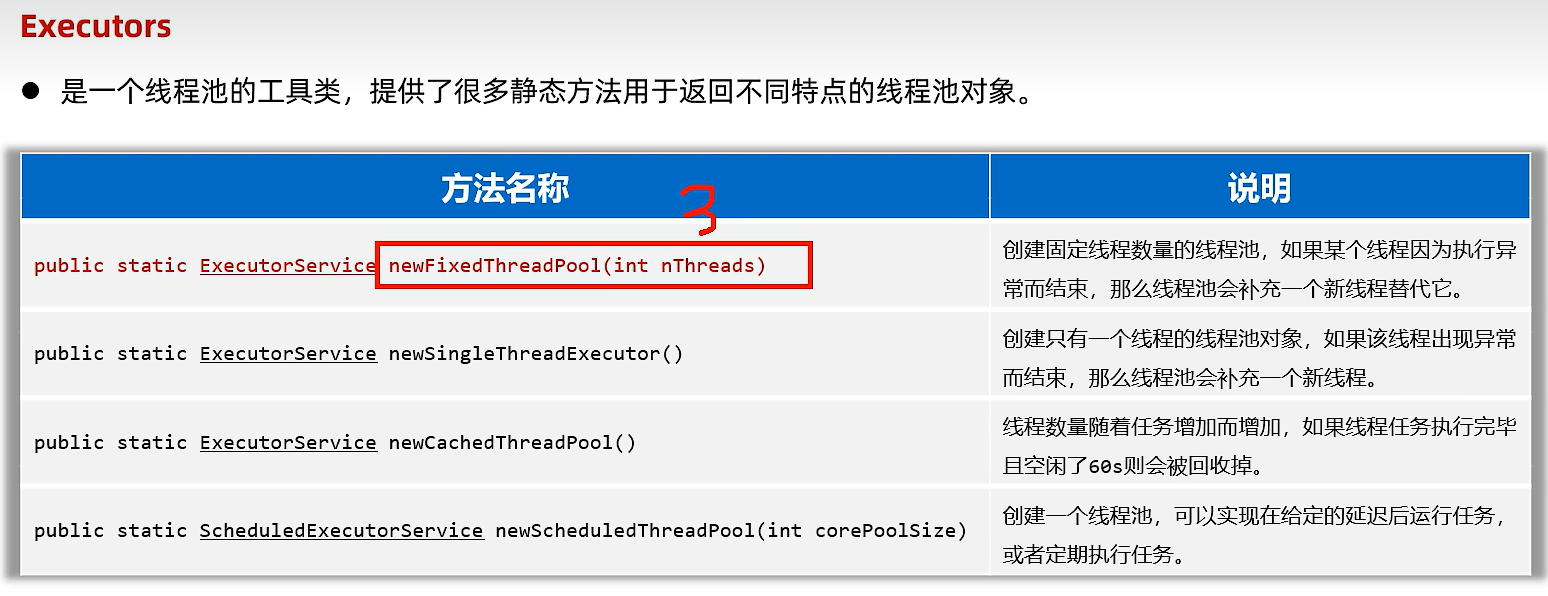 Executors
● 是一个线程池的工具类，提供了很多静态方法用于返回不同特点的线程池对象。
方法名称
说明
3
public static ExecutorService newFixedThreadPool(int nThreads)
创建固定线程数量的线程池，如果某个线程因为执行异
常而结束，那么线程池会补充一个新线程替代它。
public static ExecutorService newSingleThreadExecutor()
创建只有一个线程的线程池对象，如果该线程出现异常
而结束，那么线程池会补充一个新线程。
public static ExecutorService newCachedThreadPool()
线程数量随着任务增加而增加，如果线程任务执行完毕
且空闲了60s则会被回收掉。
public static ScheduledExecutorService newScheduledThreadPool(int corePoolSize)
创建一个线程池，可以实现在给定的延迟后运行任务，
或者定期执行任务。